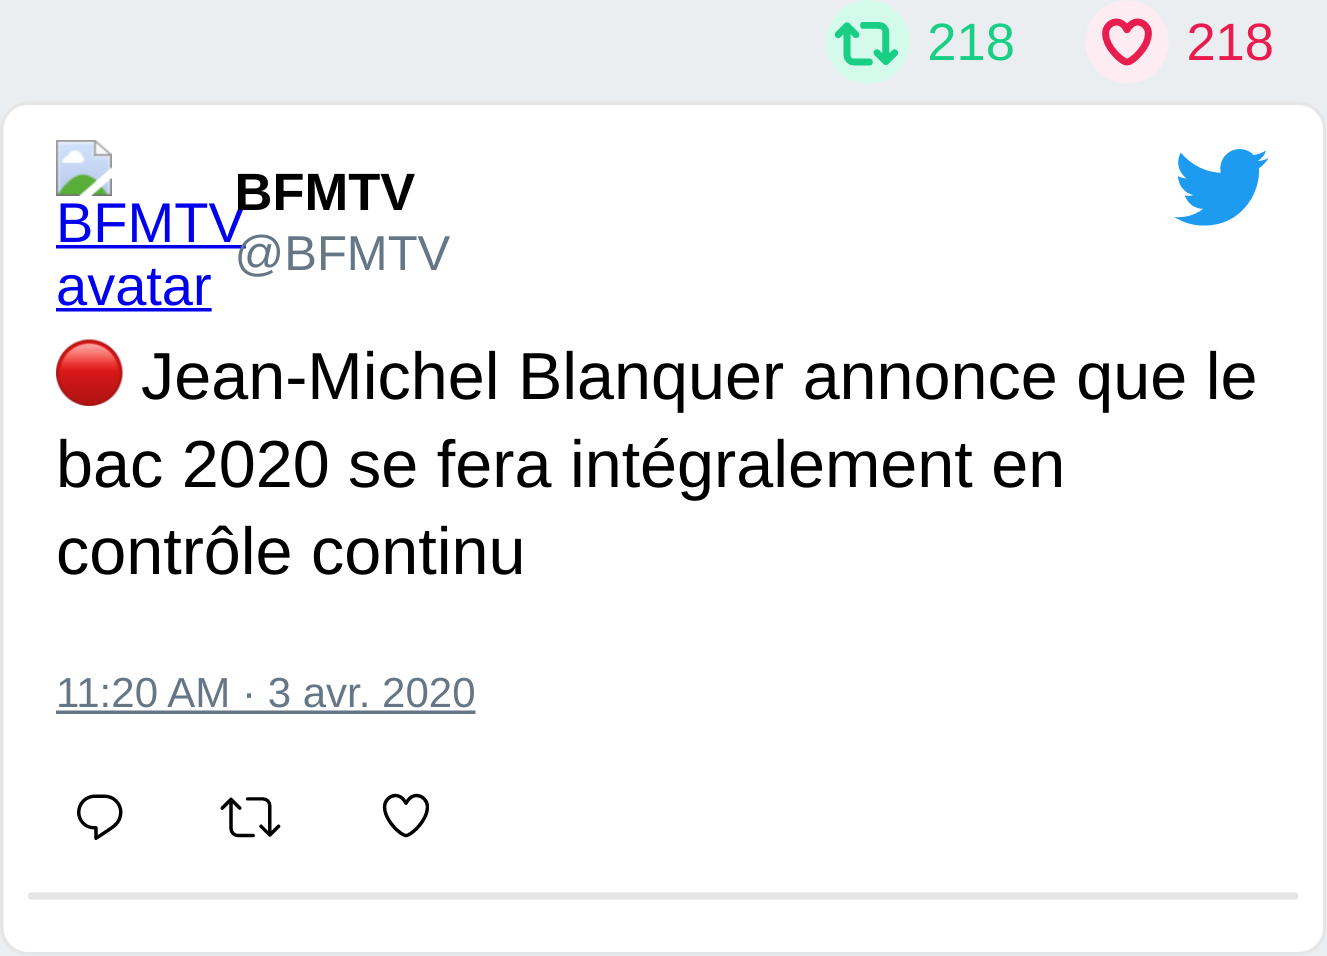 218 218
BFMTV avatar
BFMTV
@BFMTV
🔴 Jean-Michel Blanquer annonce que le
bac 2020 se fera intégralement en
contrôle continu
11:20 AM · 3 avr. 2020